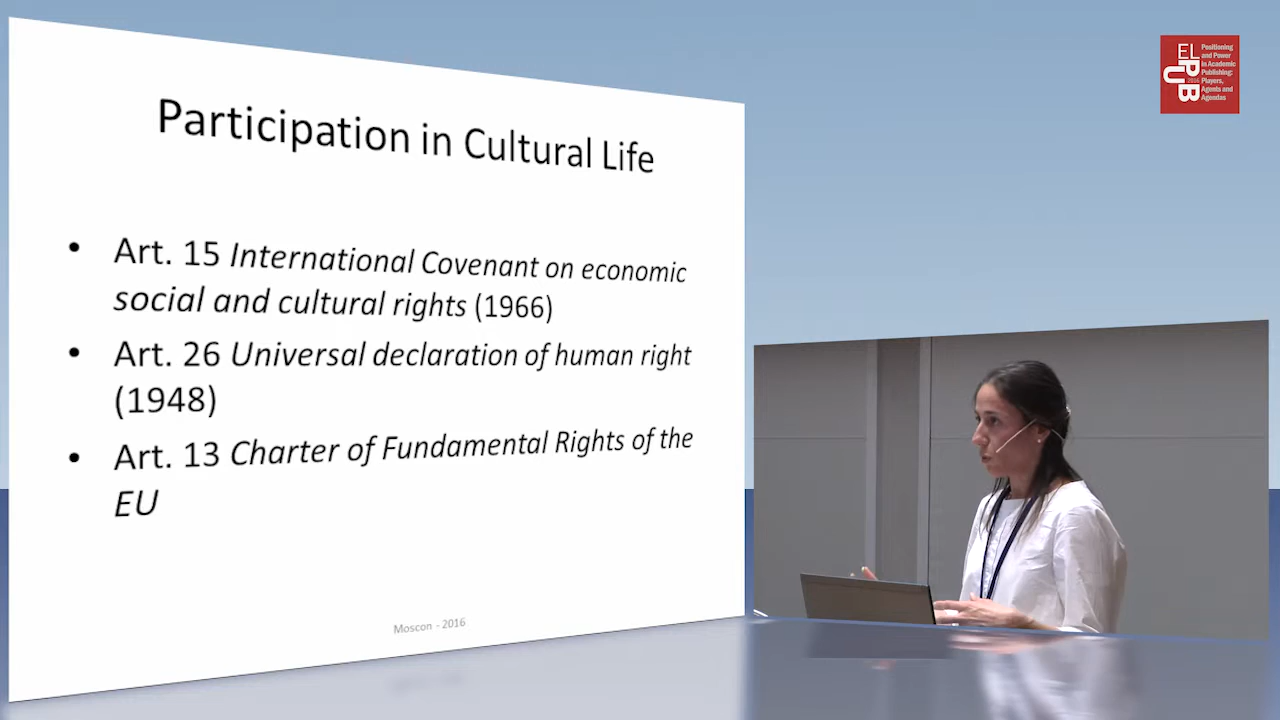 Participation in Cultural Life
• Art. 15 International Covenant on economic
social and cultural rights (1966)
• Art. 26 Universal declaration of human right
(1948)
• Art. 13 Charter of Fundamental Rights of the
EU
Moscon - 2016
EL
PUB
2016
Positioning
and Power
in Academic
Publishing:
Players,
Agents and
Agendas